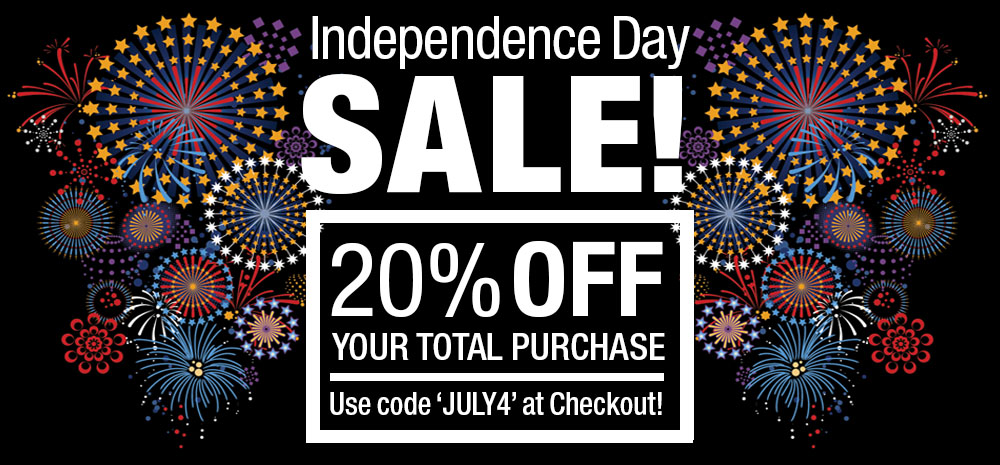 Independence Day
SALE!
20% OFF
YOUR TOTAL PURCHASE
Use code ‘JULY4’ at Checkout!